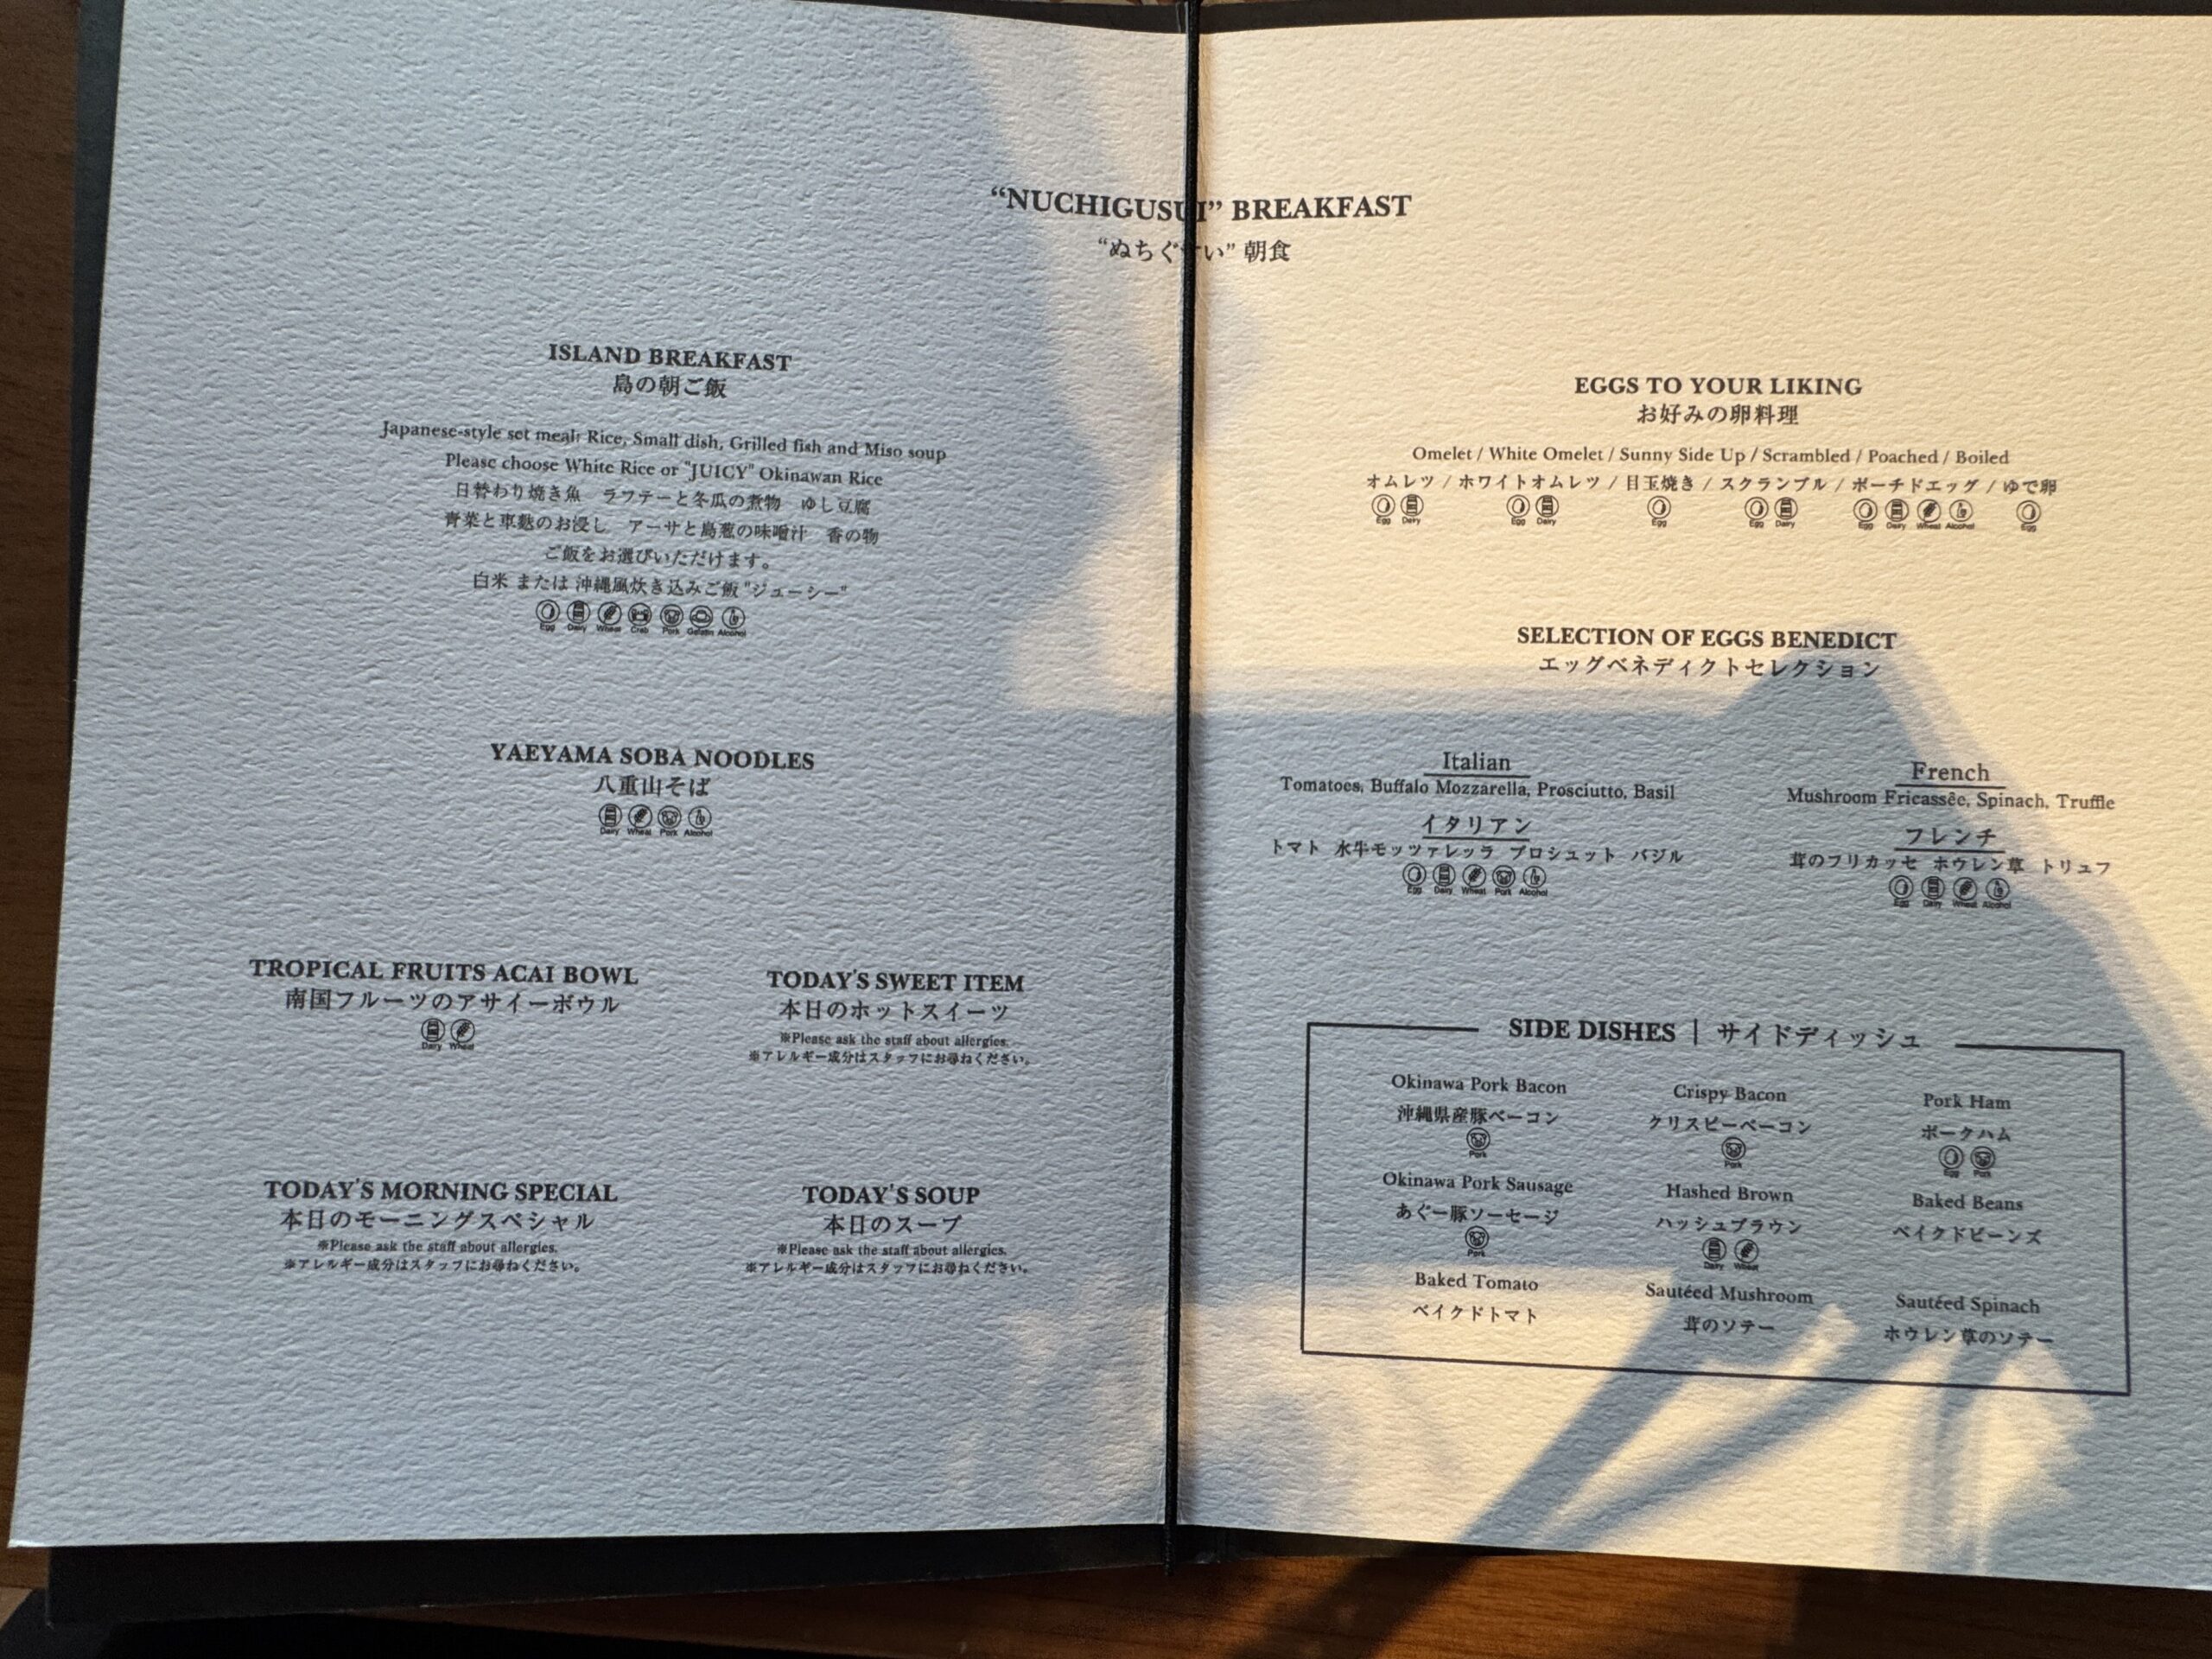 “NUCHIGUSUI” BREAKFAST
“ぬちぐすい” 朝食
ISLAND BREAKFAST
島の朝ご飯
Japanese-style set meal: Rice, Small dish, Grilled fish and Miso soup
Please choose White Rice or "JUICY" Okinawan Rice
日替わり焼き魚　ラフテーと冬瓜の煮物　ゆし豆腐
青菜と車麩のお浸し　アーサと島葱の味噌汁　香の物
ご飯をお選びいただけます。
白米 または 沖縄風炊き込みご飯 "ジューシー"
Egg Dairy Wheat Crab Pork Gelatin Alcohol
YAEYAMA SOBA NOODLES
八重山そば
Dairy Wheat Pork Alcohol
TROPICAL FRUITS ACAI BOWL
南国フルーツのアサイーボウル
Dairy Wheat
TODAY'S SWEET ITEM
本日のホットスイーツ
※Please ask the staff about allergies.
※アレルギー成分はスタッフにお尋ねください。
TODAY'S MORNING SPECIAL
本日のモーニングスペシャル
※Please ask the staff about allergies.
※アレルギー成分はスタッフにお尋ねください。
TODAY'S SOUP
本日のスープ
※Please ask the staff about allergies.
※アレルギー成分はスタッフにお尋ねください。
EGGS TO YOUR LIKING
お好みの卵料理
Omelet / White Omelet / Sunny Side Up / Scrambled / Poached / Boiled
オムレツ / ホワイトオムレツ / 目玉焼き / スクランブル / ポーチドエッグ / ゆで卵
Egg Dairy Egg Dairy Egg Egg Dairy Egg Dairy Wheat Alcohol Egg
SELECTION OF EGGS BENEDICT
エッグベネディクトセレクション
Italian
Tomatoes, Buffalo Mozzarella, Prosciutto, Basil
イタリアン
トマト 水牛モッツァレッラ プロシュット バジル
Egg Dairy Wheat Pork Alcohol
French
Mushroom Fricassêe, Spinach, Truffle
フレンチ
茸のフリカッセ ホウレン草 トリュフ
Egg Dairy Wheat Alcohol
SIDE DISHES | サイドディッシュ
Okinawa Pork Bacon
沖縄県産豚ベーコン
Pork
Crispy Bacon
クリスピーベーコン
Pork
Pork Ham
ポークハム
Egg Pork
Okinawa Pork Sausage
あぐー豚ソーセージ
Pork
Hashed Brown
ハッシュブラウン
Dairy Wheat
Baked Beans
ベイクドビーンズ
Baked Tomato
ベイクドトマト
Sautéed Mushroom
茸のソテー
Sautéed Spinach
ホウレン草のソテー